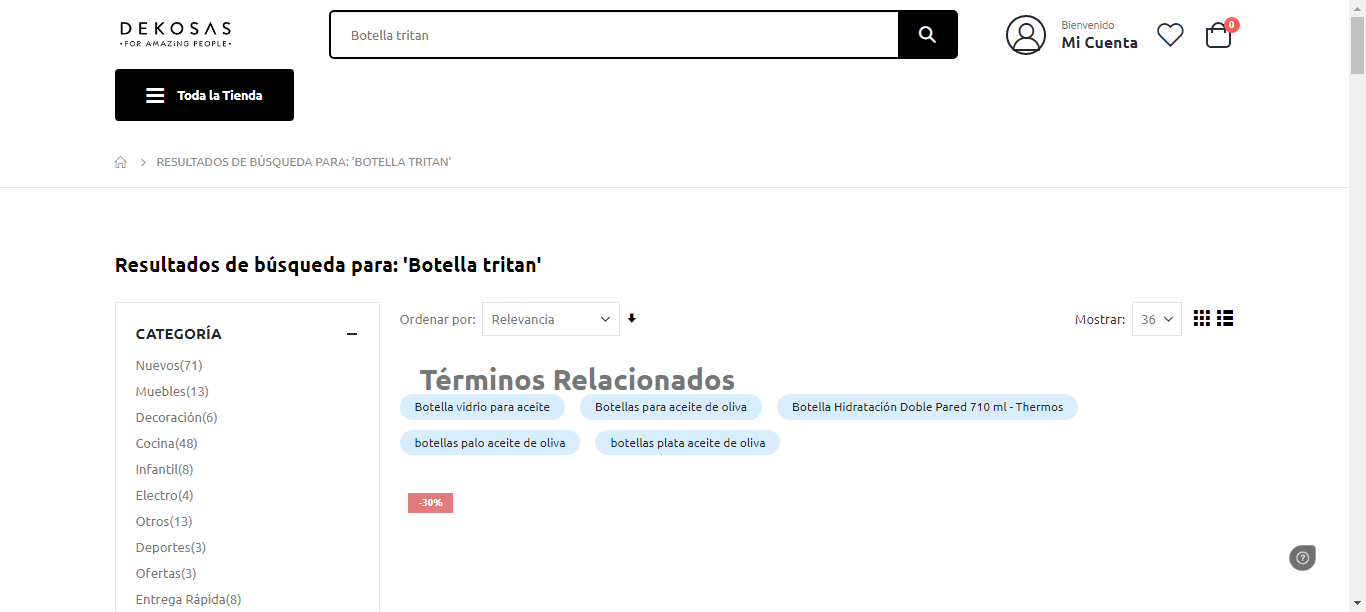 DEKOSAS
•FOR AMAZING PEOPLE•
Botella tritan
Bienvenido
Mi Cuenta
0
Toda la Tienda
RESULTADOS DE BÚSQUEDA PARA: 'BOTELLA TRITAN'
Resultados de búsqueda para: 'Botella tritan'
CATEGORÍA
Nuevos(71)
Muebles(13)
Decoración(6)
Cocina(48)
Infantil(8)
Electro(4)
Otros(13)
Deportes(3)
Ofertas(3)
Entrega Rápida(8)
Ordenar por: Relevancia
Mostrar: 36
Términos Relacionados
Botella vidrio para aceite Botellas para aceite de oliva Botella Hidratación Doble Pared 710 ml - Thermos
botellas palo aceite de oliva botellas plata aceite de oliva
-30%